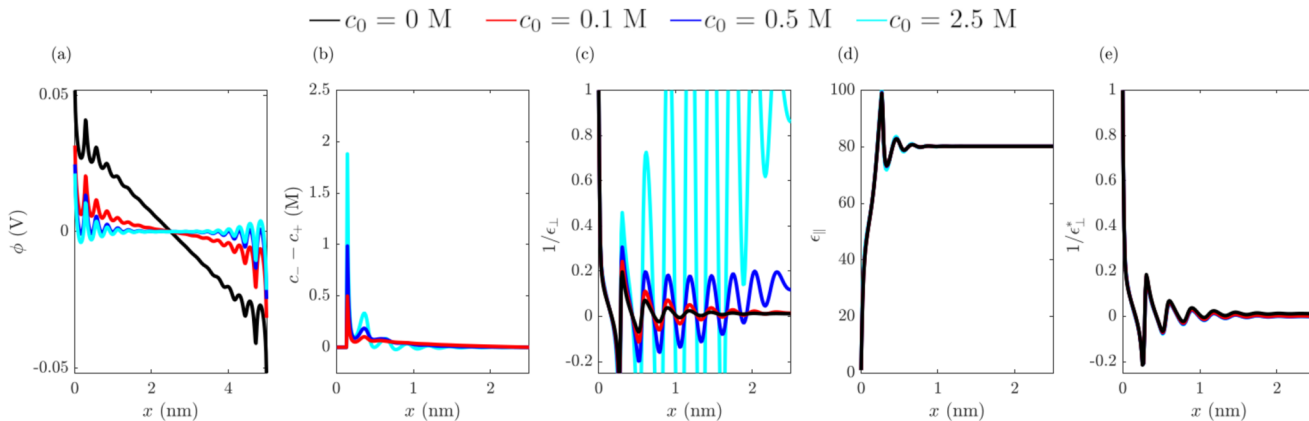 c₀ = 0 M c₀ = 0.1 M c₀ = 0.5 M c₀ = 2.5 M
(a) (b) (c) (d) (e)
0.05
0
-0.05
ϕ (V)
0 2 4
x (nm)
2.5
2
1.5
1
0.5
0
c₋ − c₊ (M)
0 1 2
x (nm)
1
0.8
0.6
0.4
0.2
0
-0.2
1/ϵ⊥
0 1 2
x (nm)
100
80
60
40
20
0
ϵ∥
0 1 2
x (nm)
1
0.8
0.6
0.4
0.2
0
-0.2
1/ϵ*⊥
0 1 2
x (nm)